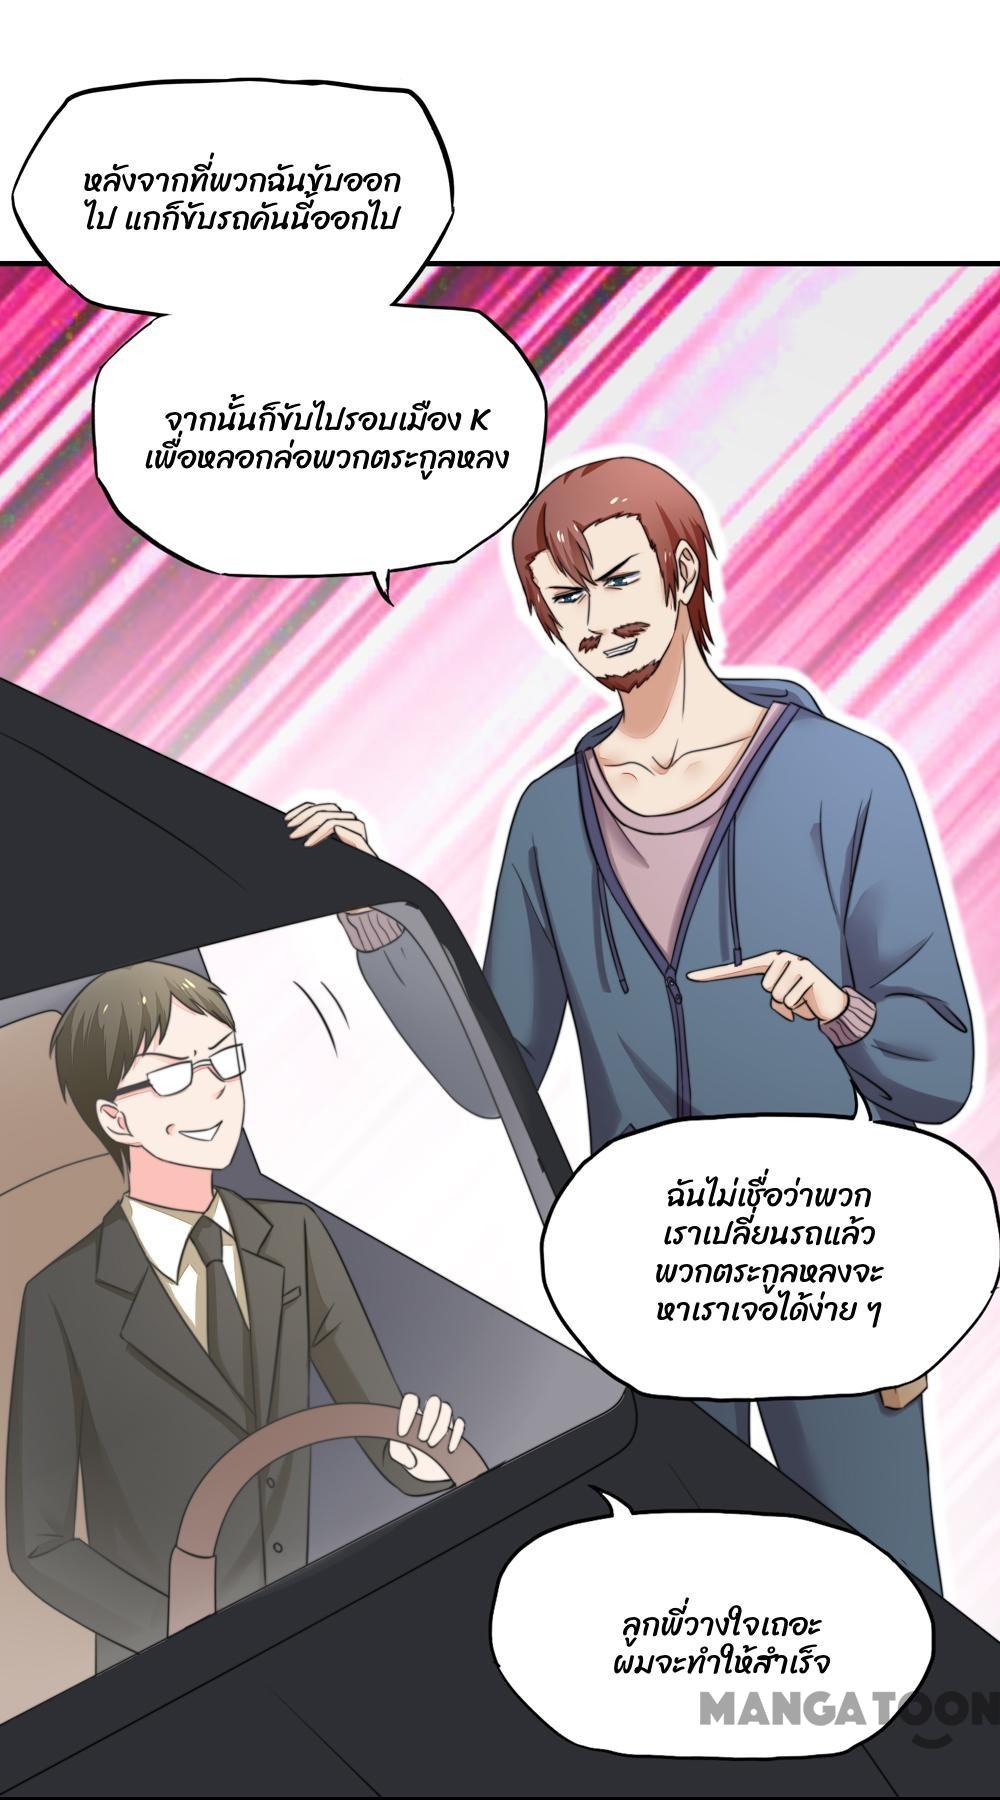 หลังจากที่พวกฉันขับออก
ไป แกก็ขับรถคันนี้ออกไป
จากนั้นก็ขับไปรอบเมือง K
เพื่อหลอกล่อพวกตระกูลหลง
ฉันไม่เชื่อว่าพวก
เราเปลี่ยนรถแล้ว
พวกตระกูลหลงจะ
หาเราเจอได้ง่าย ๆ
ลูกพี่วางใจเถอะ
ผมจะทำให้สำเร็จ
MANGATOON